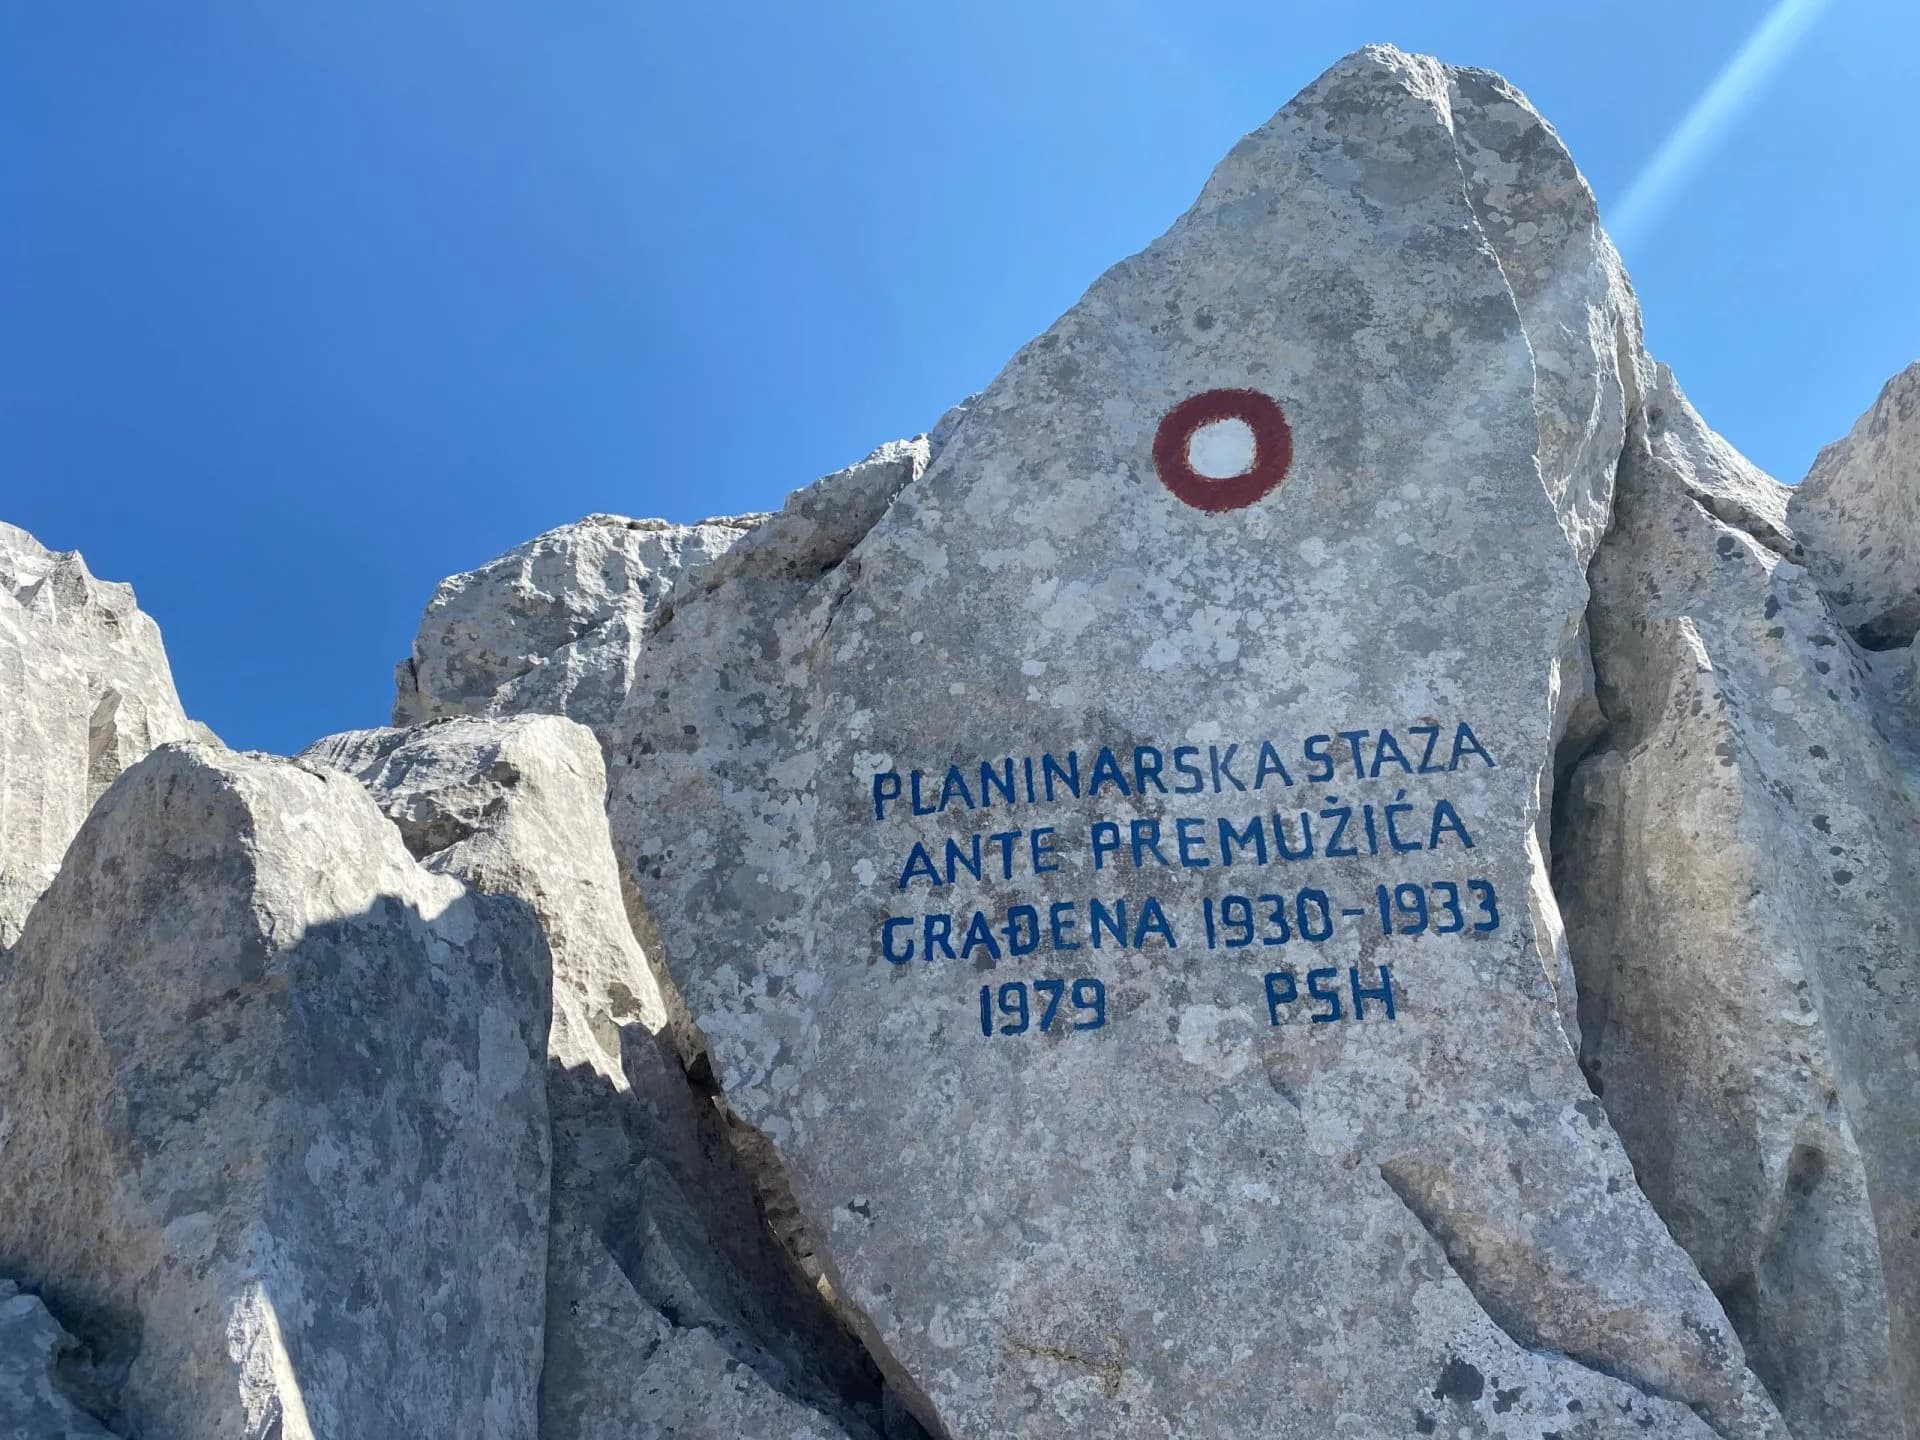 PLANINARSKA STAZA
ANTE PREMUŽIĆA
GRAĐENA 1930-1933
1979 PSH